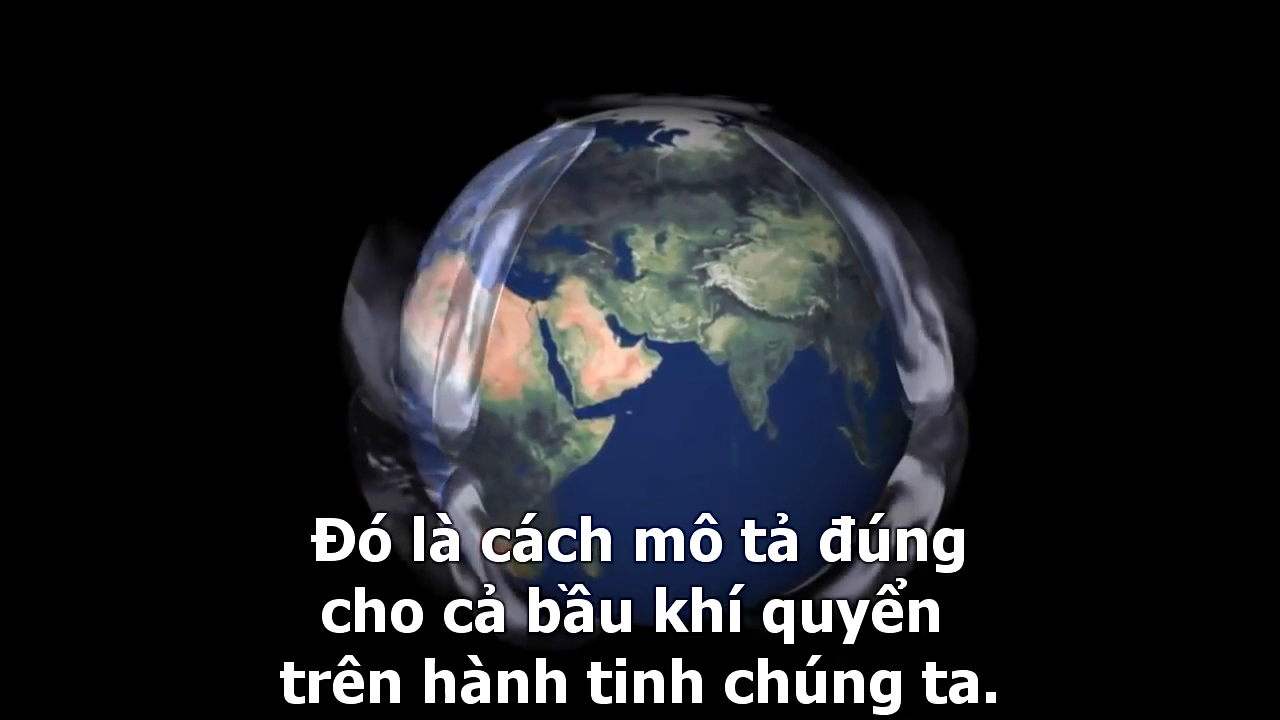 Đó là cách mô tả đúng
cho cả bầu khí quyển
trên hành tinh chúng ta.